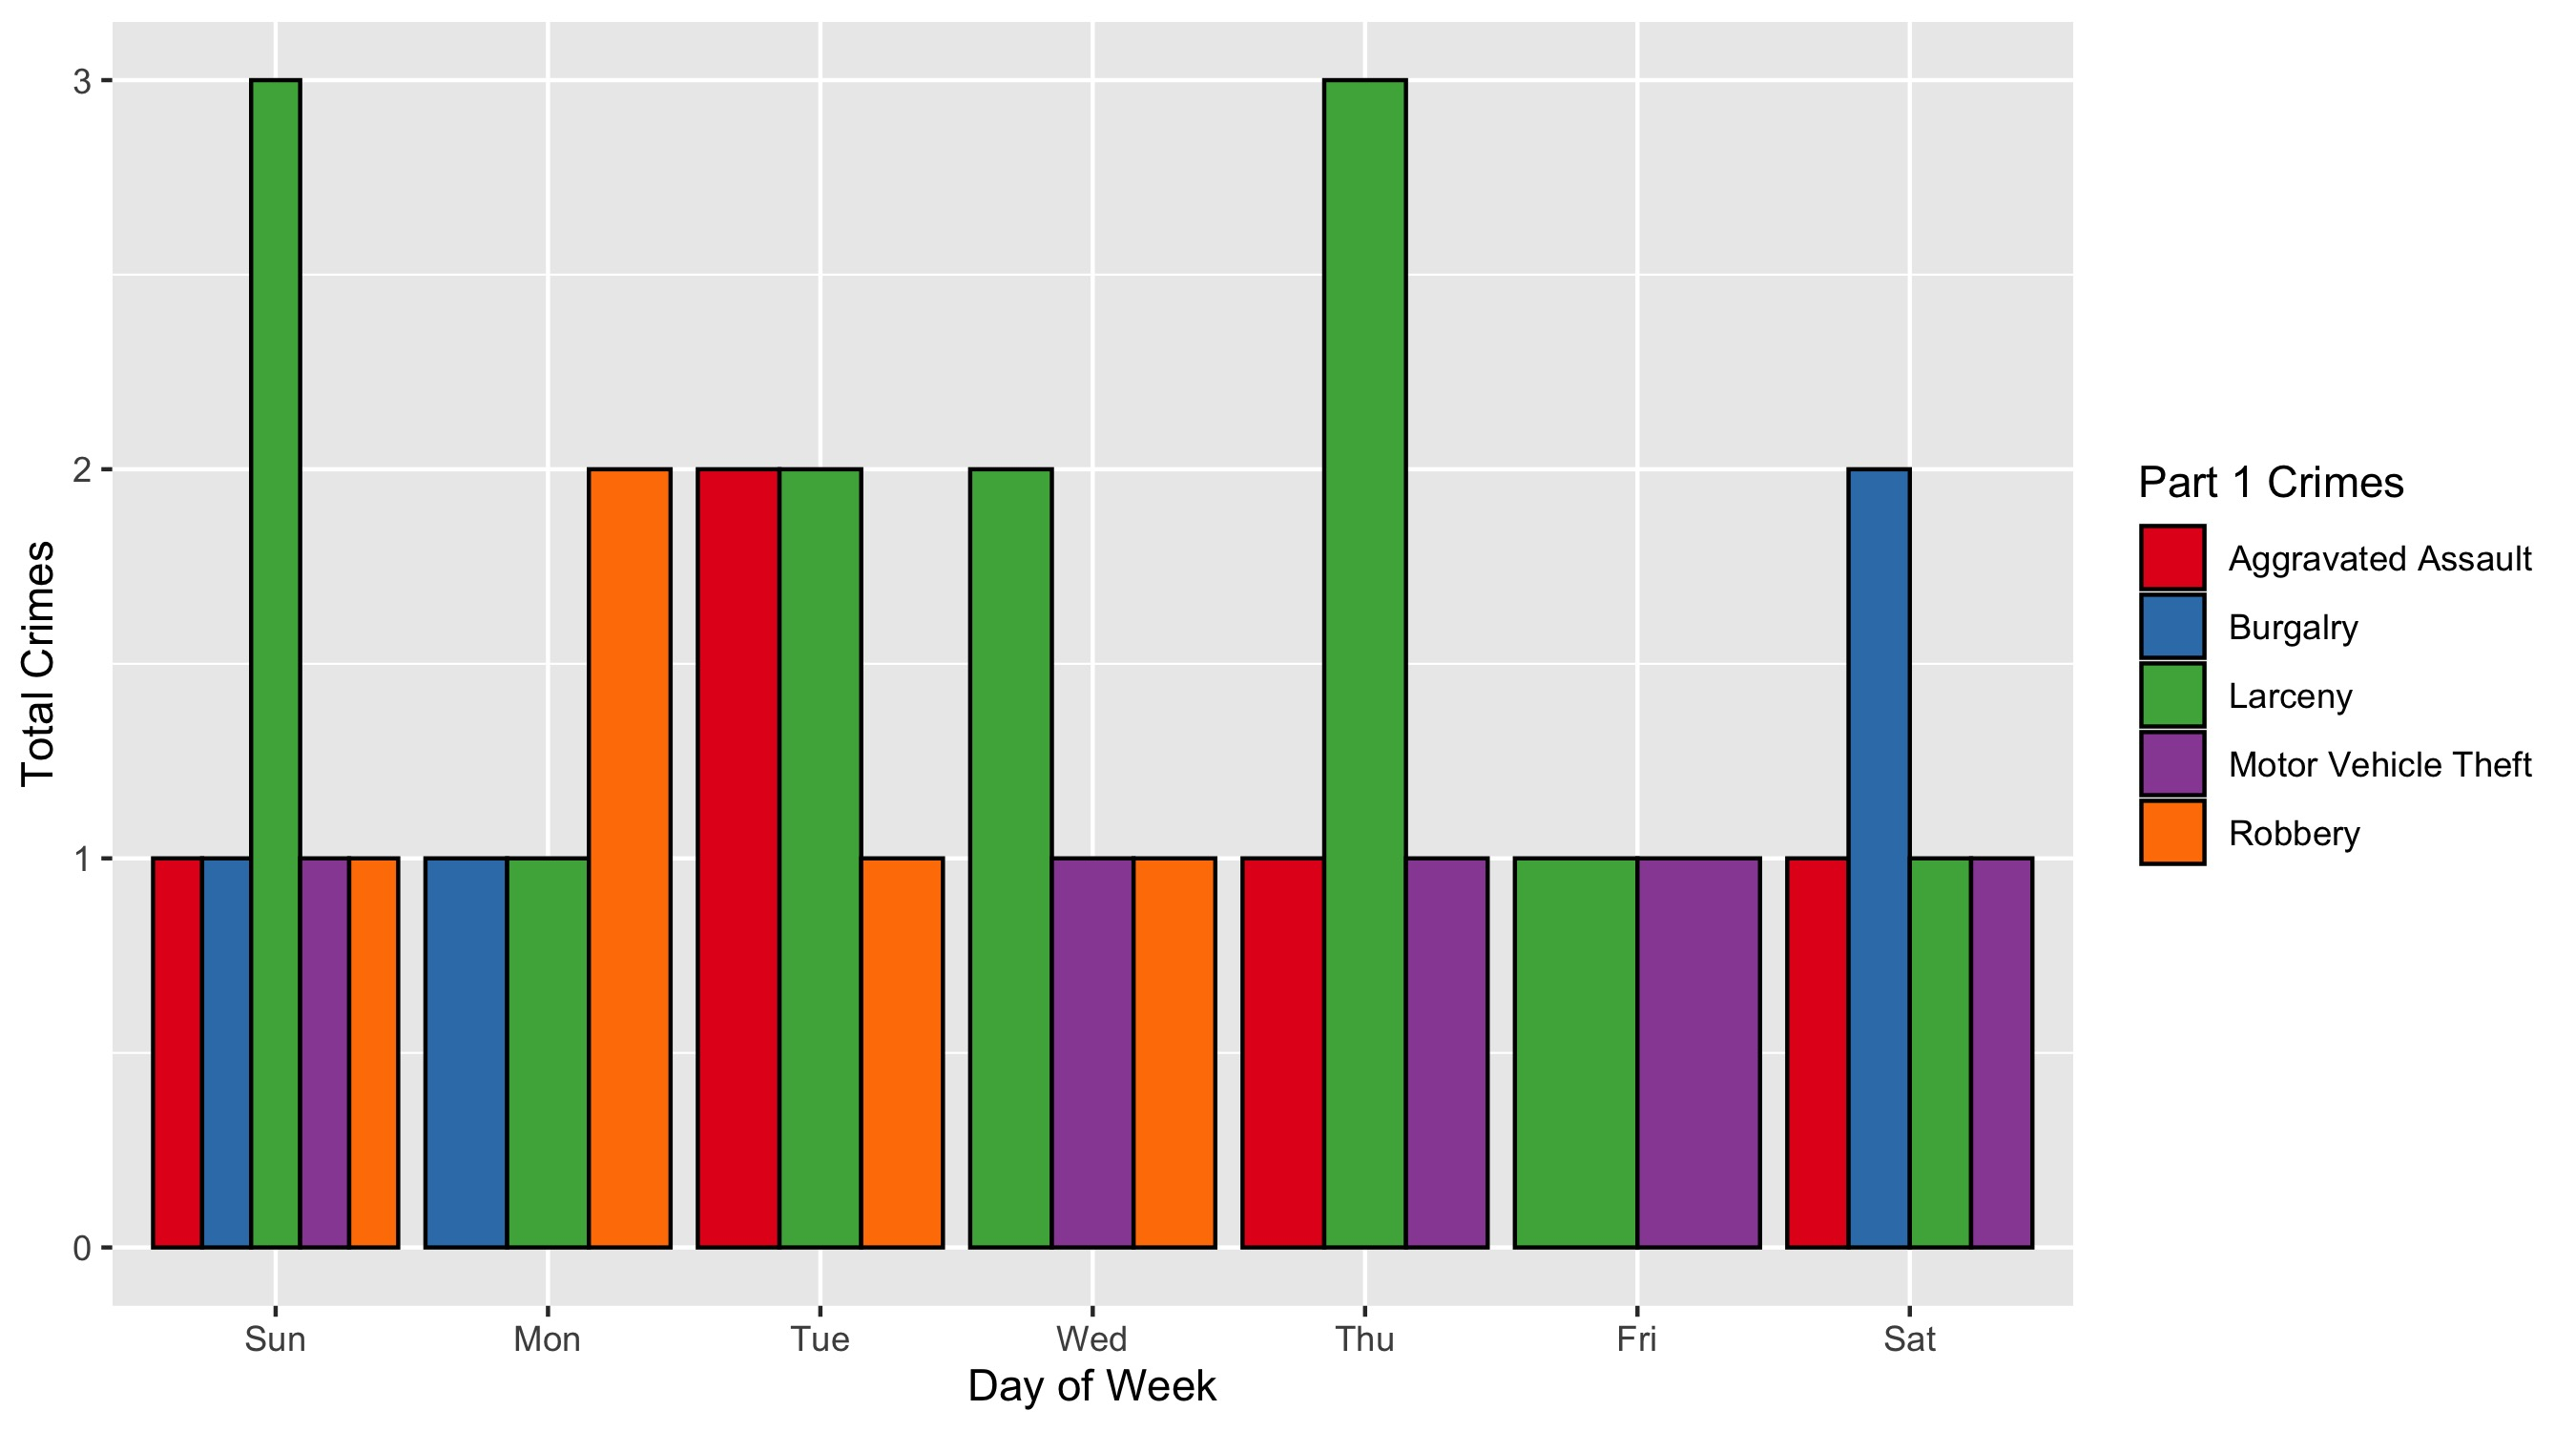 Total Crimes
3
2
1
0
Sun Mon Tue Wed Thu Fri Sat
Day of Week
Part 1 Crimes
Aggravated Assault
Burgalry
Larceny
Motor Vehicle Theft
Robbery